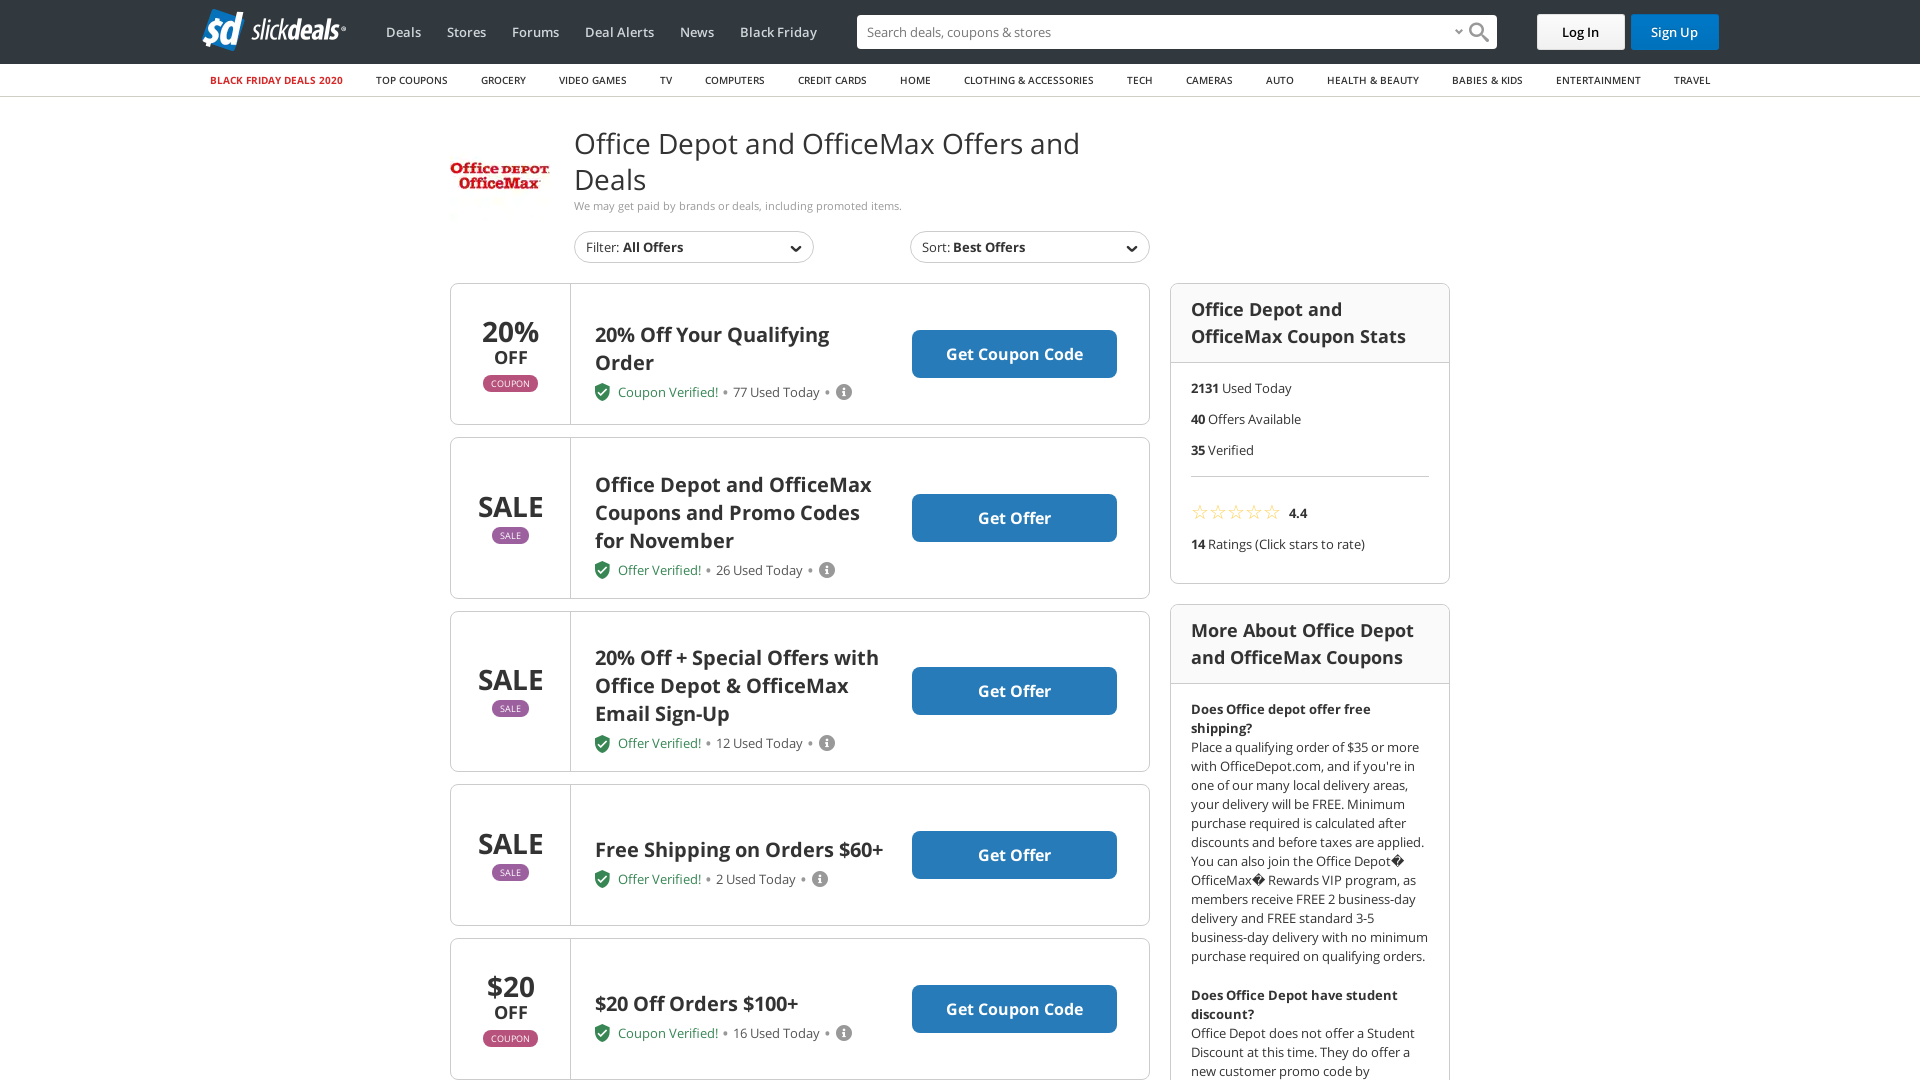 sd slickdeals®
Deals
Stores
Forums
Deal Alerts
News
Black Friday
Search deals, coupons & stores
Log In
Sign Up
BLACK FRIDAY DEALS 2020
TOP COUPONS
GROCERY
VIDEO GAMES
TV
COMPUTERS
CREDIT CARDS
HOME
CLOTHING & ACCESSORIES
TECH
CAMERAS
AUTO
HEALTH & BEAUTY
BABIES & KIDS
ENTERTAINMENT
TRAVEL
Office DEPOT
OfficeMax
Office Depot and OfficeMax Offers and
Deals
We may get paid by brands or deals, including promoted items.
Filter: All Offers
Sort: Best Offers
20%
OFF
COUPON
20% Off Your Qualifying
Order
Coupon Verified! • 77 Used Today •
Get Coupon Code
SALE
SALE
Office Depot and OfficeMax
Coupons and Promo Codes
for November
Offer Verified! • 26 Used Today •
Get Offer
SALE
SALE
20% Off + Special Offers with
Office Depot & OfficeMax
Email Sign-Up
Offer Verified! • 12 Used Today •
Get Offer
SALE
SALE
Free Shipping on Orders $60+
Offer Verified! • 2 Used Today •
Get Offer
$20
OFF
COUPON
$20 Off Orders $100+
Coupon Verified! • 16 Used Today •
Get Coupon Code
Office Depot and
OfficeMax Coupon Stats
2131 Used Today
40 Offers Available
35 Verified
☆☆☆☆☆ 4.4
14 Ratings (Click stars to rate)
More About Office Depot
and OfficeMax Coupons
Does Office depot offer free
shipping?
Place a qualifying order of $35 or more
with OfficeDepot.com, and if you're in
one of our many local delivery areas,
your delivery will be FREE. Minimum
purchase required is calculated after
discounts and before taxes are applied.
You can also join the Office Depot�
OfficeMax� Rewards VIP program, as
members receive FREE 2 business-day
delivery and FREE standard 3-5
business-day delivery with no minimum
purchase required on qualifying orders.
Does Office Depot have student
discount?
Office Depot does not offer a Student
Discount at this time. They do offer a
new customer promo code by